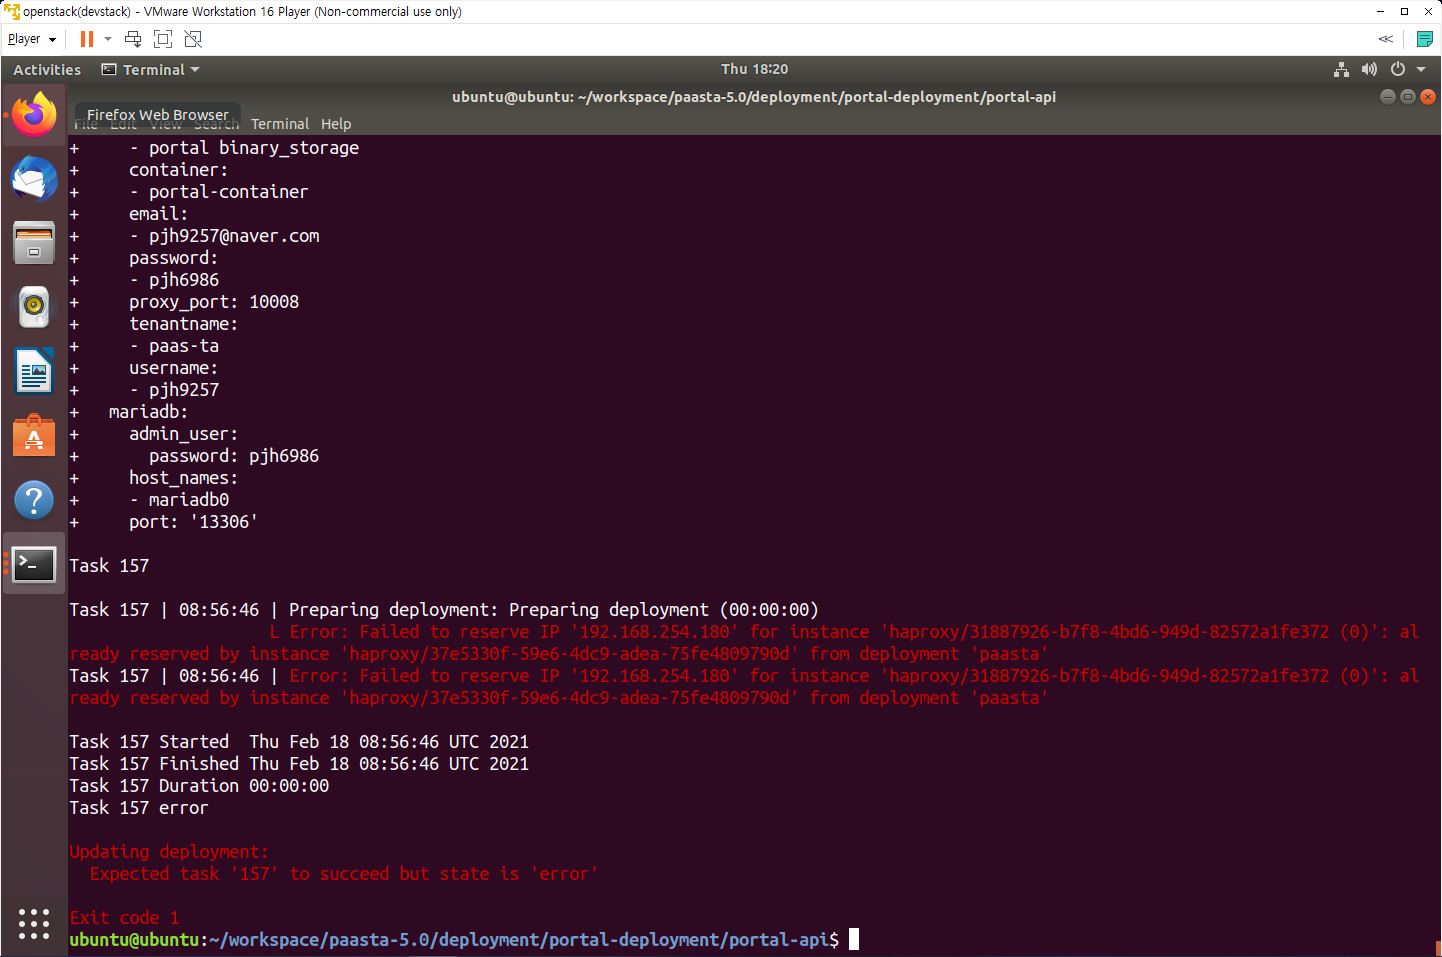 openstack(devstack) - VMware Workstation 16 Player (Non-commercial use only)
Player
Activities Terminal Thu 18:20
ubuntu@ubuntu: ~/workspace/paasta-5.0/deployment/portal-deployment/portal-api
Firefox Web Browser
File Edit View Search Terminal Help
+ - portal binary_storage
+ container:
+ - portal-container
+ email:
+ - pjh9257@naver.com
+ password:
+ - pjh6986
+ proxy_port: 10008
+ tenantname:
+ - paas-ta
+ username:
+ - pjh9257
+ mariadb:
+ admin_user:
+ password: pjh6986
+ host_names:
+ - mariadb0
+ port: '13306'
Task 157
Task 157 | 08:56:46 | Preparing deployment: Preparing deployment (00:00:00)
L Error: Failed to reserve IP '192.168.254.180' for instance 'haproxy/31887926-b7f8-4bd6-949d-82572a1fe372 (0)': al
ready reserved by instance 'haproxy/37e5330f-59e6-4dc9-adea-75fe4809790d' from deployment 'paasta'
Task 157 | 08:56:46 | Error: Failed to reserve IP '192.168.254.180' for instance 'haproxy/31887926-b7f8-4bd6-949d-82572a1fe372 (0)': al
ready reserved by instance 'haproxy/37e5330f-59e6-4dc9-adea-75fe4809790d' from deployment 'paasta'
Task 157 Started Thu Feb 18 08:56:46 UTC 2021
Task 157 Finished Thu Feb 18 08:56:46 UTC 2021
Task 157 Duration 00:00:00
Task 157 error
Updating deployment:
Expected task '157' to succeed but state is 'error'
Exit code 1
ubuntu@ubuntu:~/workspace/paasta-5.0/deployment/portal-deployment/portal-api$